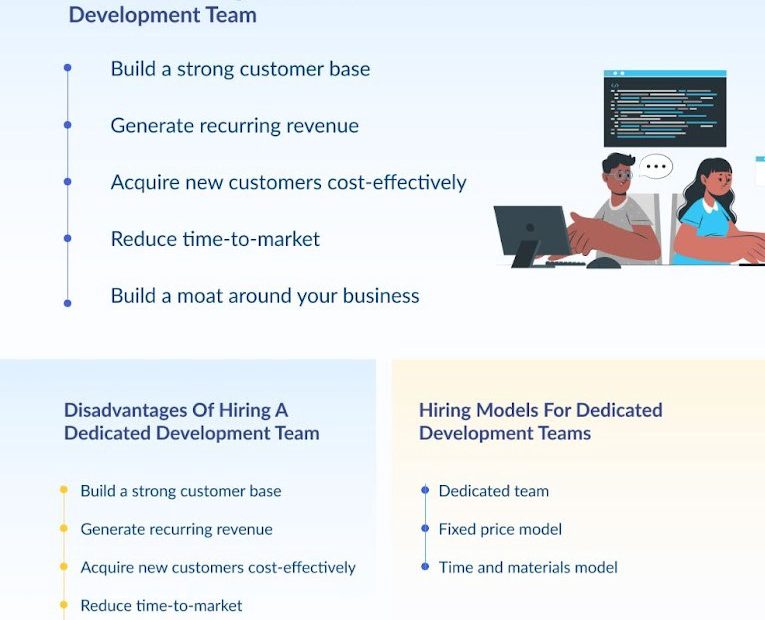 Development Team
Build a strong customer base
Generate recurring revenue
Acquire new customers cost-effectively
Reduce time-to-market
Build a moat around your business
Disadvantages Of Hiring A
Dedicated Development Team
Build a strong customer base
Generate recurring revenue
Acquire new customers cost-effectively
Reduce time-to-market
Hiring Models For Dedicated
Development Teams
Dedicated team
Fixed price model
Time and materials model